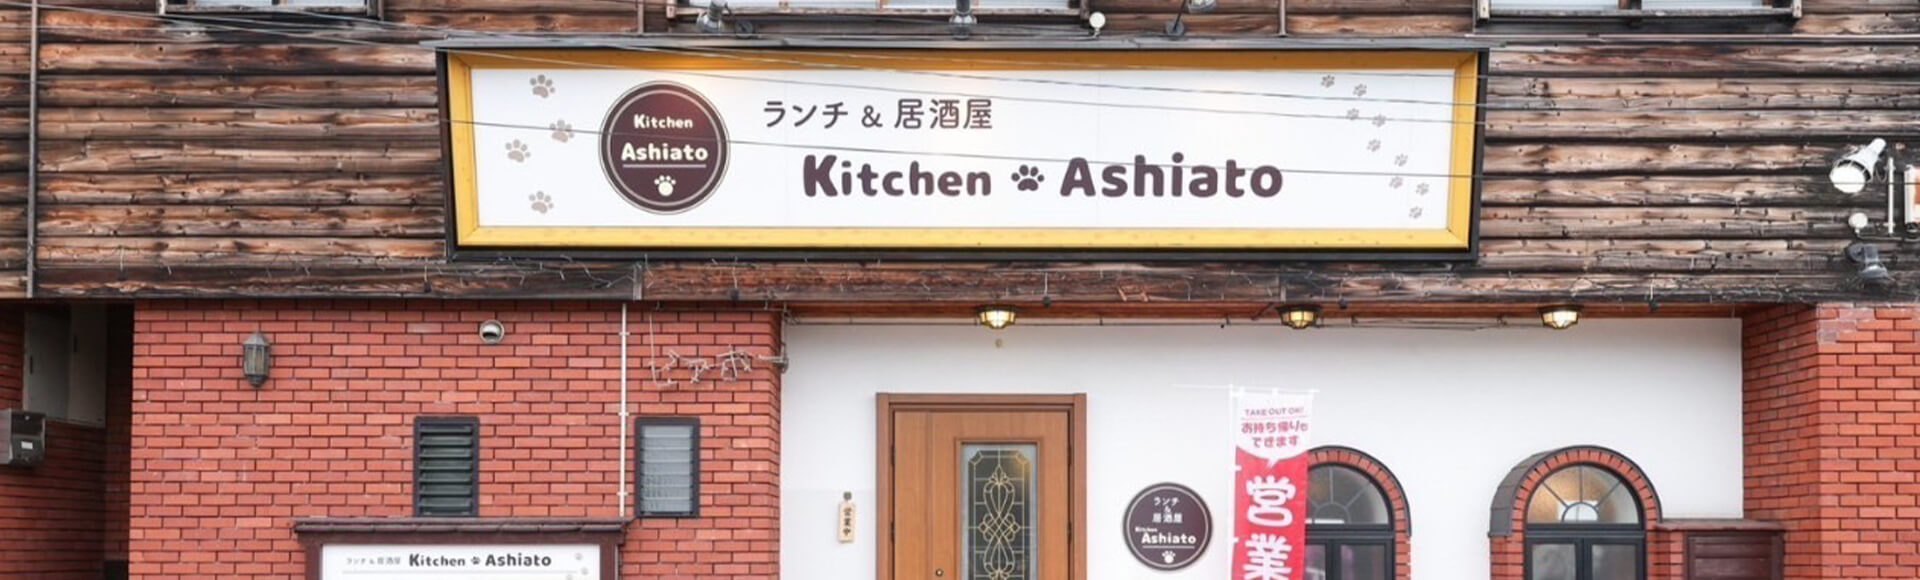 ランチ & 居酒屋
Kitchen Ashiato
Kitchen
Ashiato
TAKE OUT OK!
お持ち帰りも
できます
営業
営業中
ランチ
&
居酒屋
Kitchen
Ashiato
ランチ & 居酒屋 Kitchen Ashiato